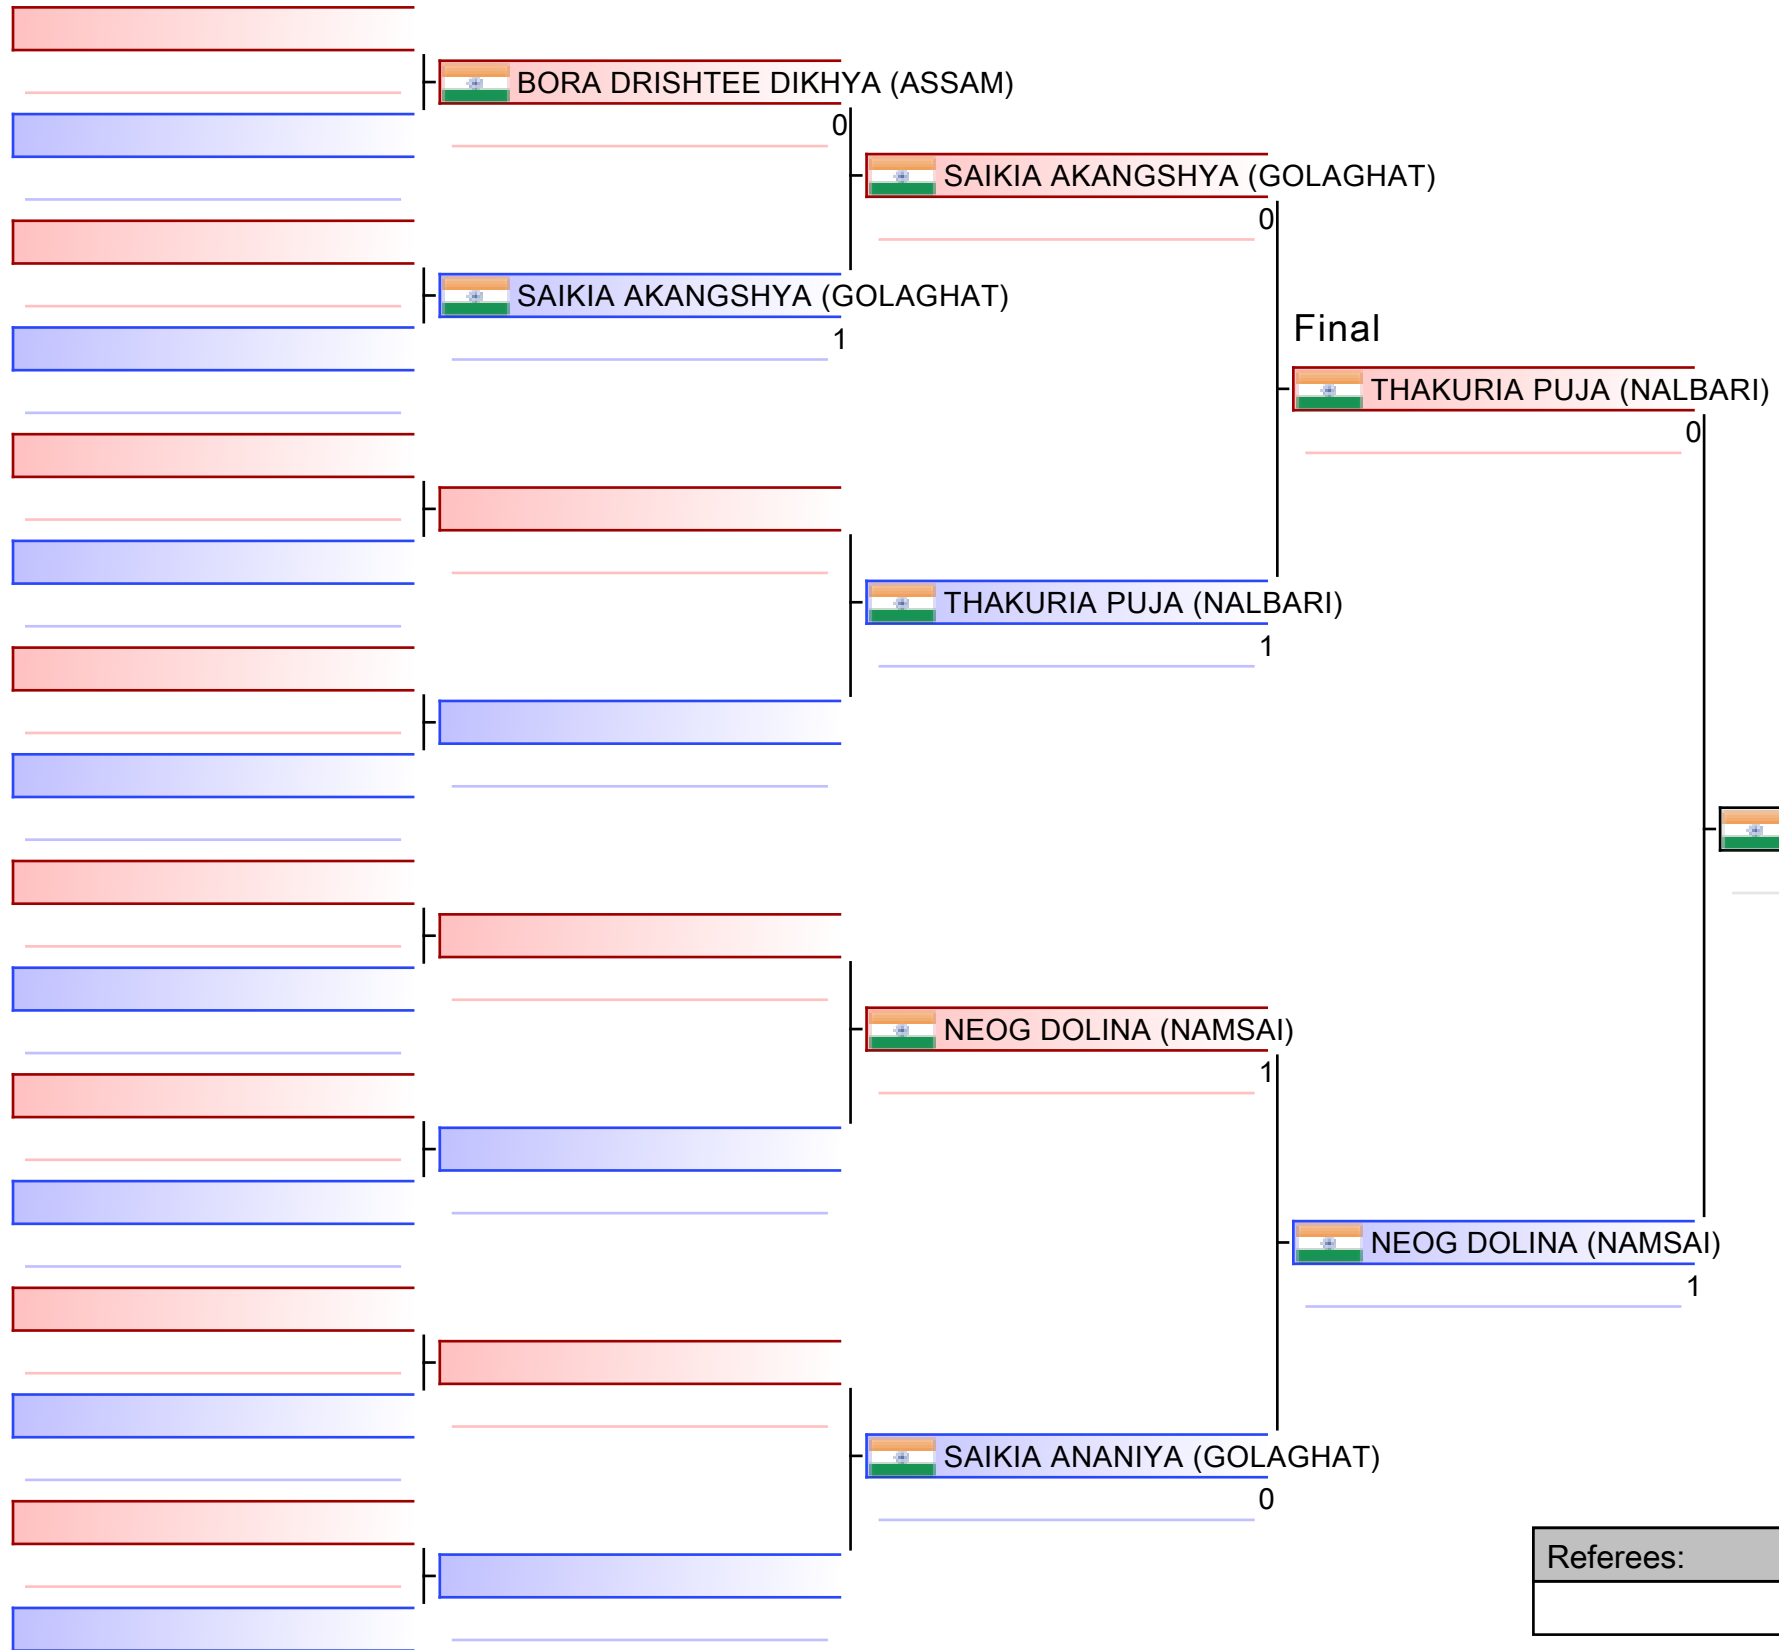 BORA DRISHTEE DIKHYA (ASSAM)
0
SAIKIA AKANGSHYA (GOLAGHAT)
0
SAIKIA AKANGSHYA (GOLAGHAT)
1
Final
THAKURIA PUJA (NALBARI)
0
THAKURIA PUJA (NALBARI)
1
NEOG DOLINA (NAMSAI)
1
NEOG DOLINA (NAMSAI)
1
SAIKIA ANANIYA (GOLAGHAT)
0
Referees: